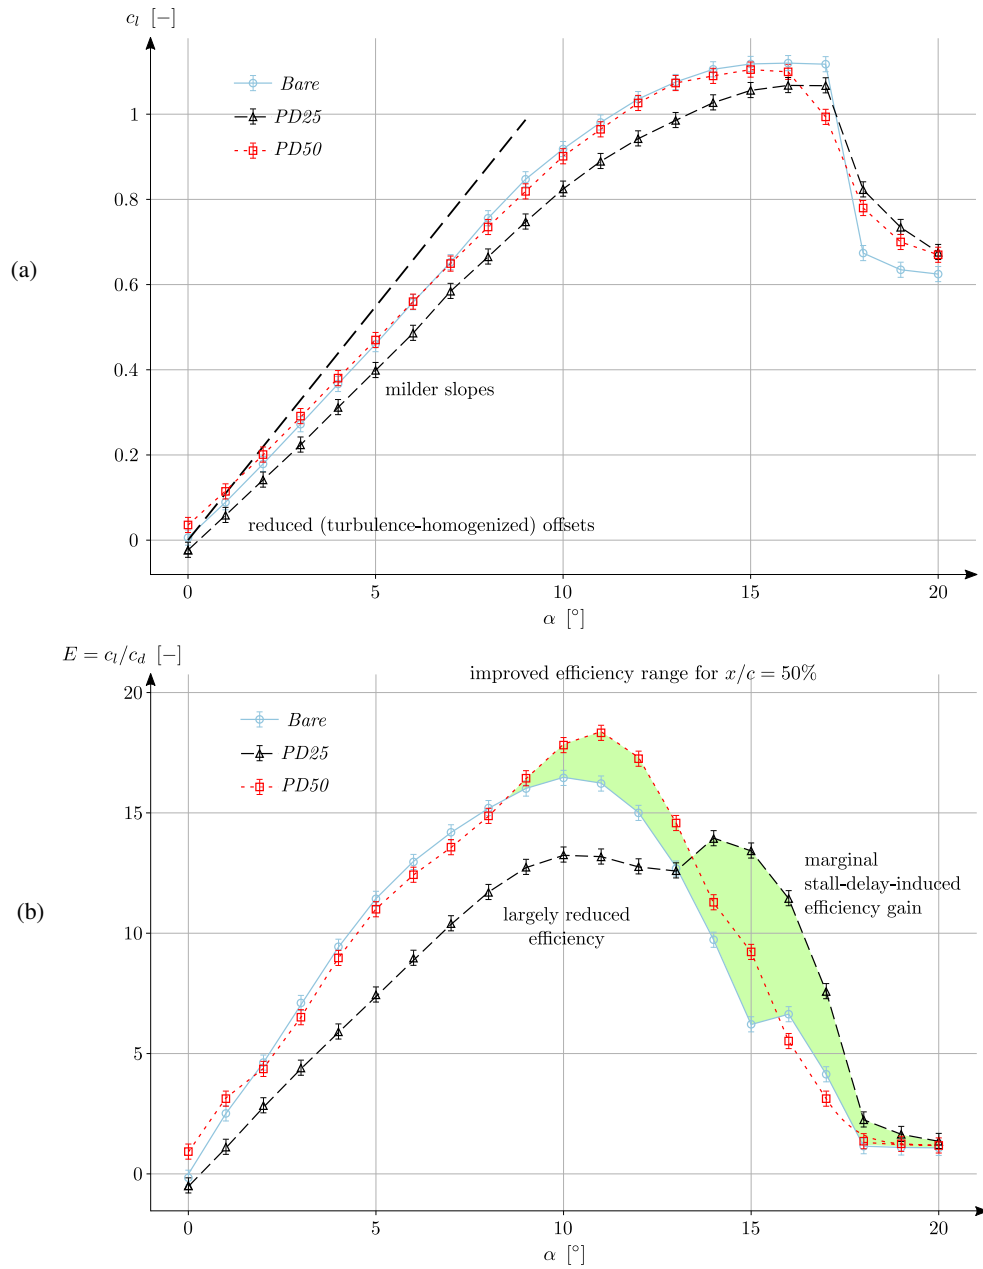 c_l [−]
Bare
PD25
PD50
1
0.8
0.6
0.4
0.2
0
(a)
milder slopes
reduced (turbulence-homogenized) offsets
0 5 10 15 20
α [°]
E = c_l/c_d [−]
improved efficiency range for x/c = 50%
Bare
PD25
PD50
20
15
10
5
0
(b)
marginal
stall-delay-induced
efficiency gain
largely reduced
efficiency
0 5 10 15 20
α [°]